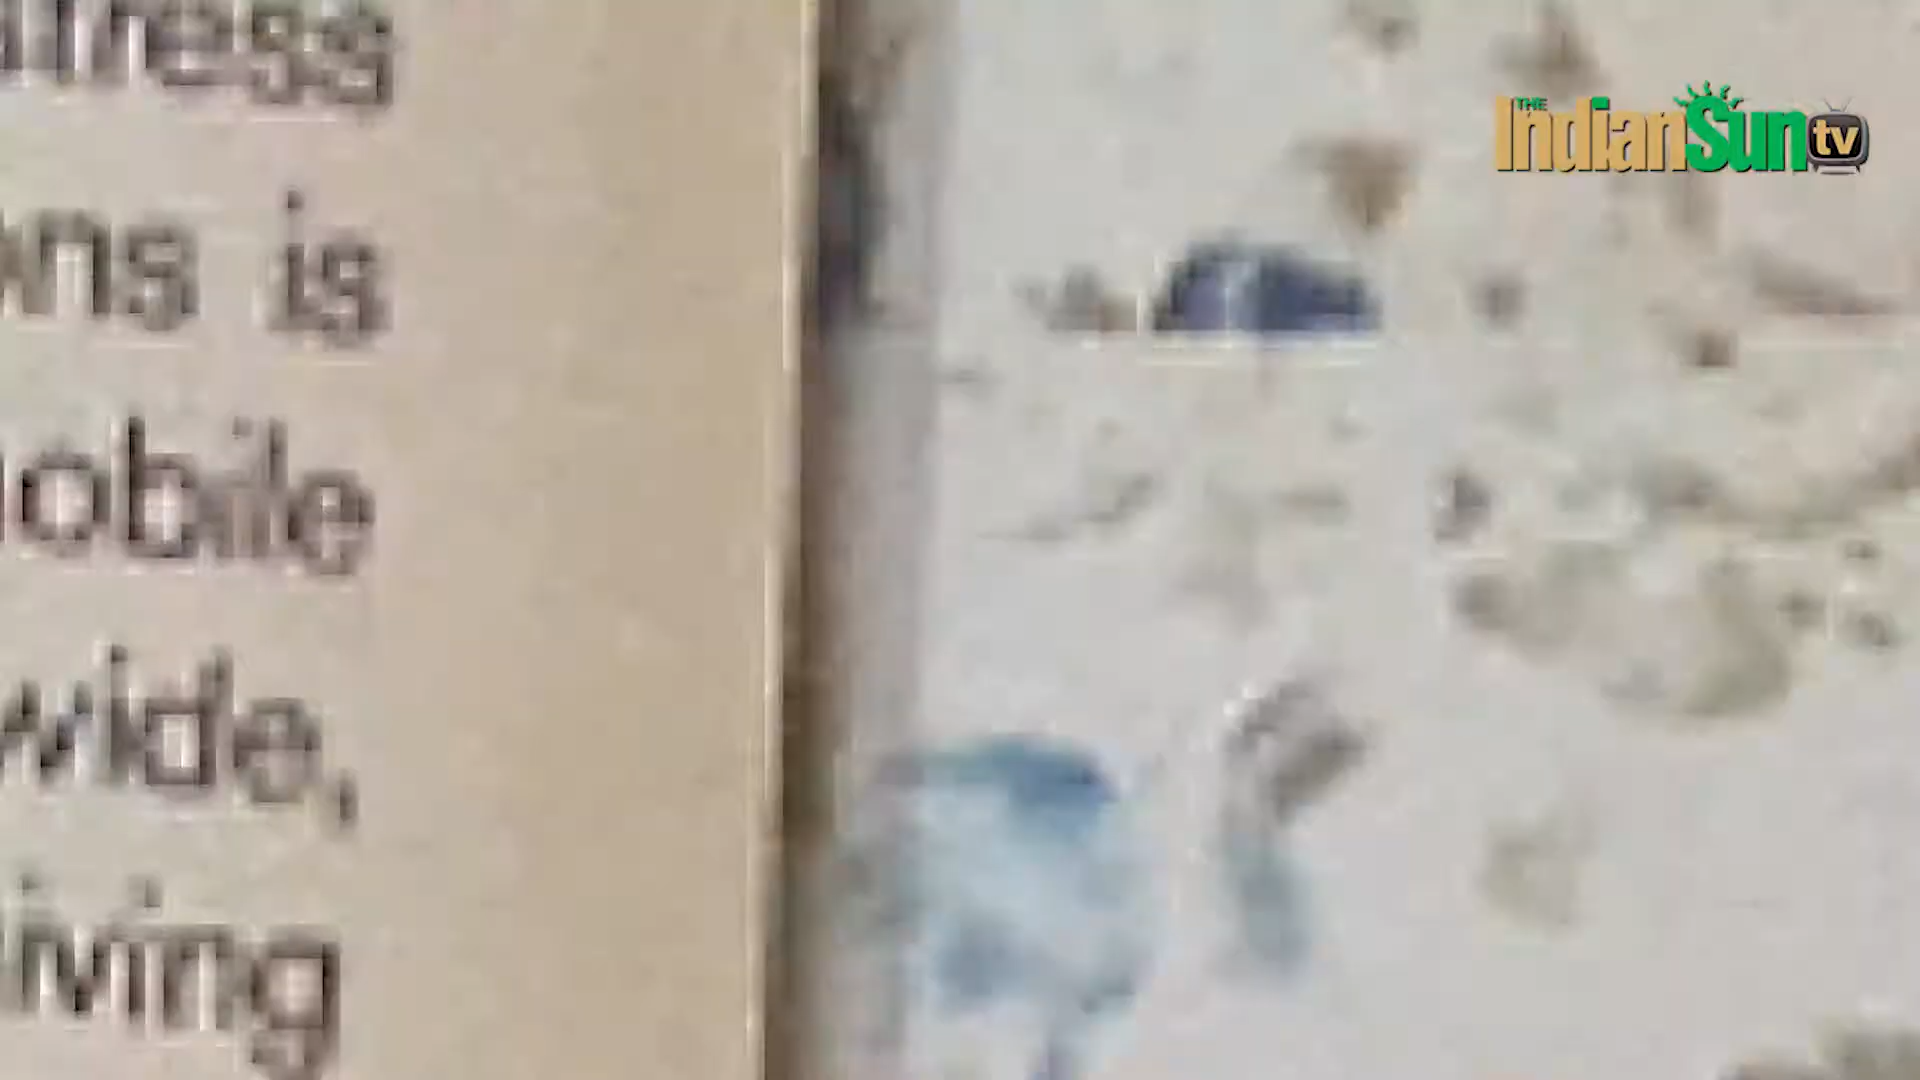 ness
ns is
obile
wide,
iving
THE
IndianSun tv